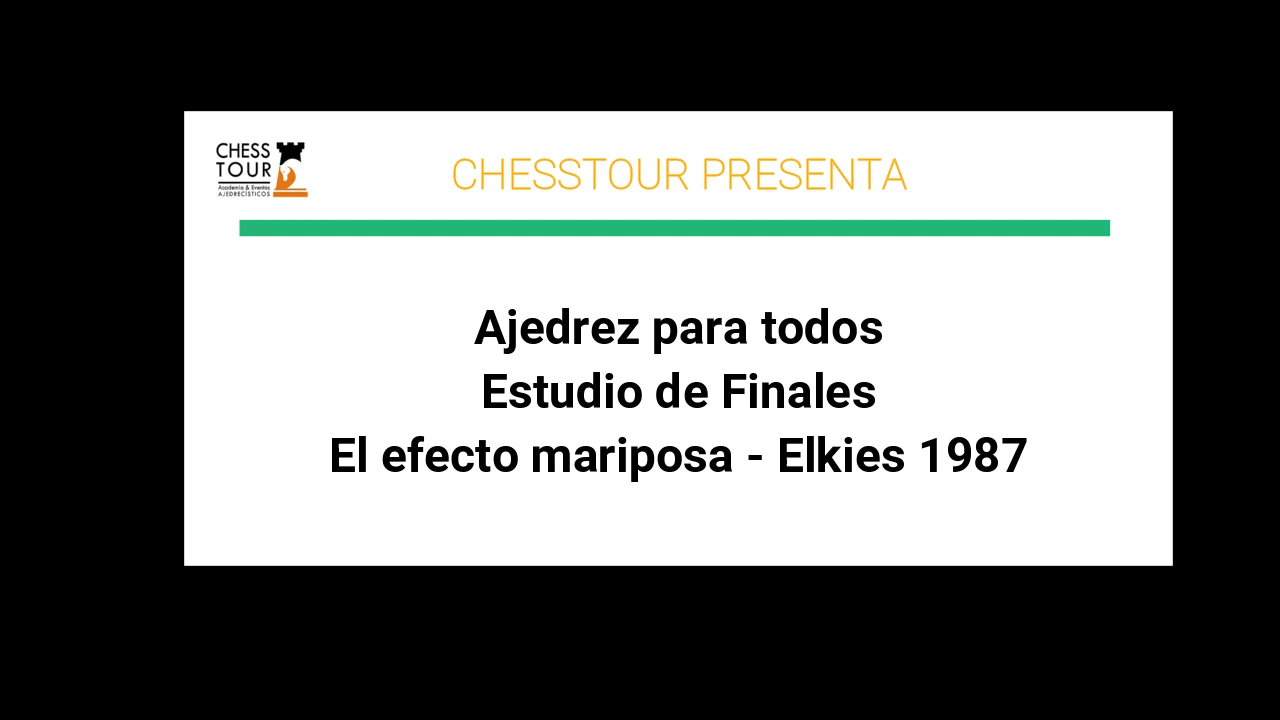 CHESS
TOUR
Academia & Eventos
AJEDRECÍSTICOS
CHESSTOUR PRESENTA
Ajedrez para todos
Estudio de Finales
El efecto mariposa - Elkies 1987